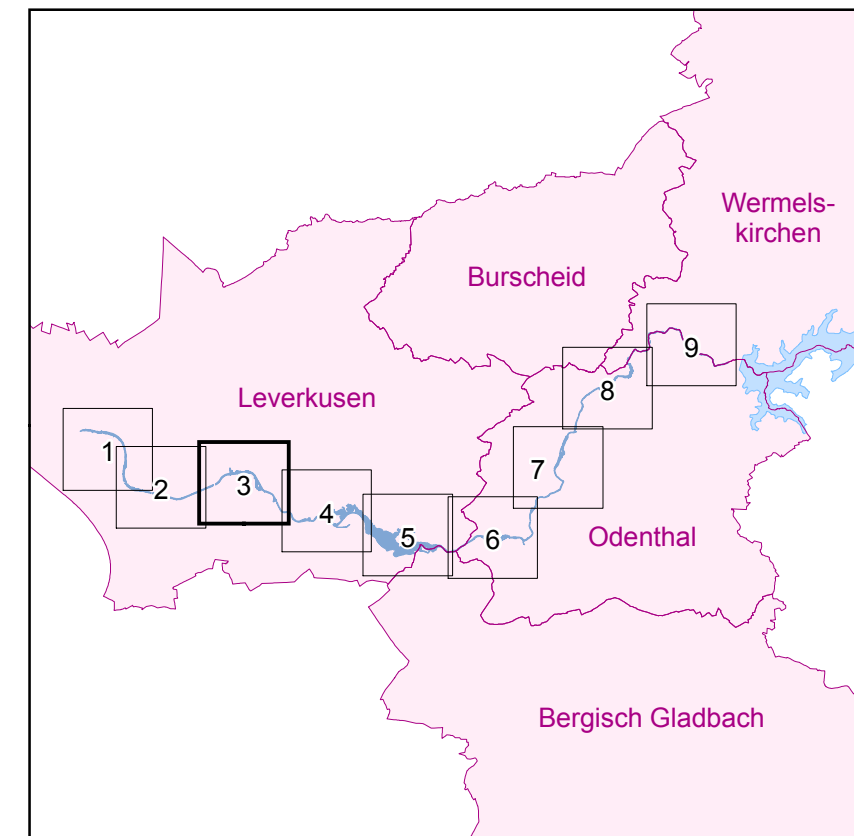 Wermels-
kirchen
Burscheid
9
8
Leverkusen
1
3
2
7
4
5
6
Odenthal
Bergisch Gladbach